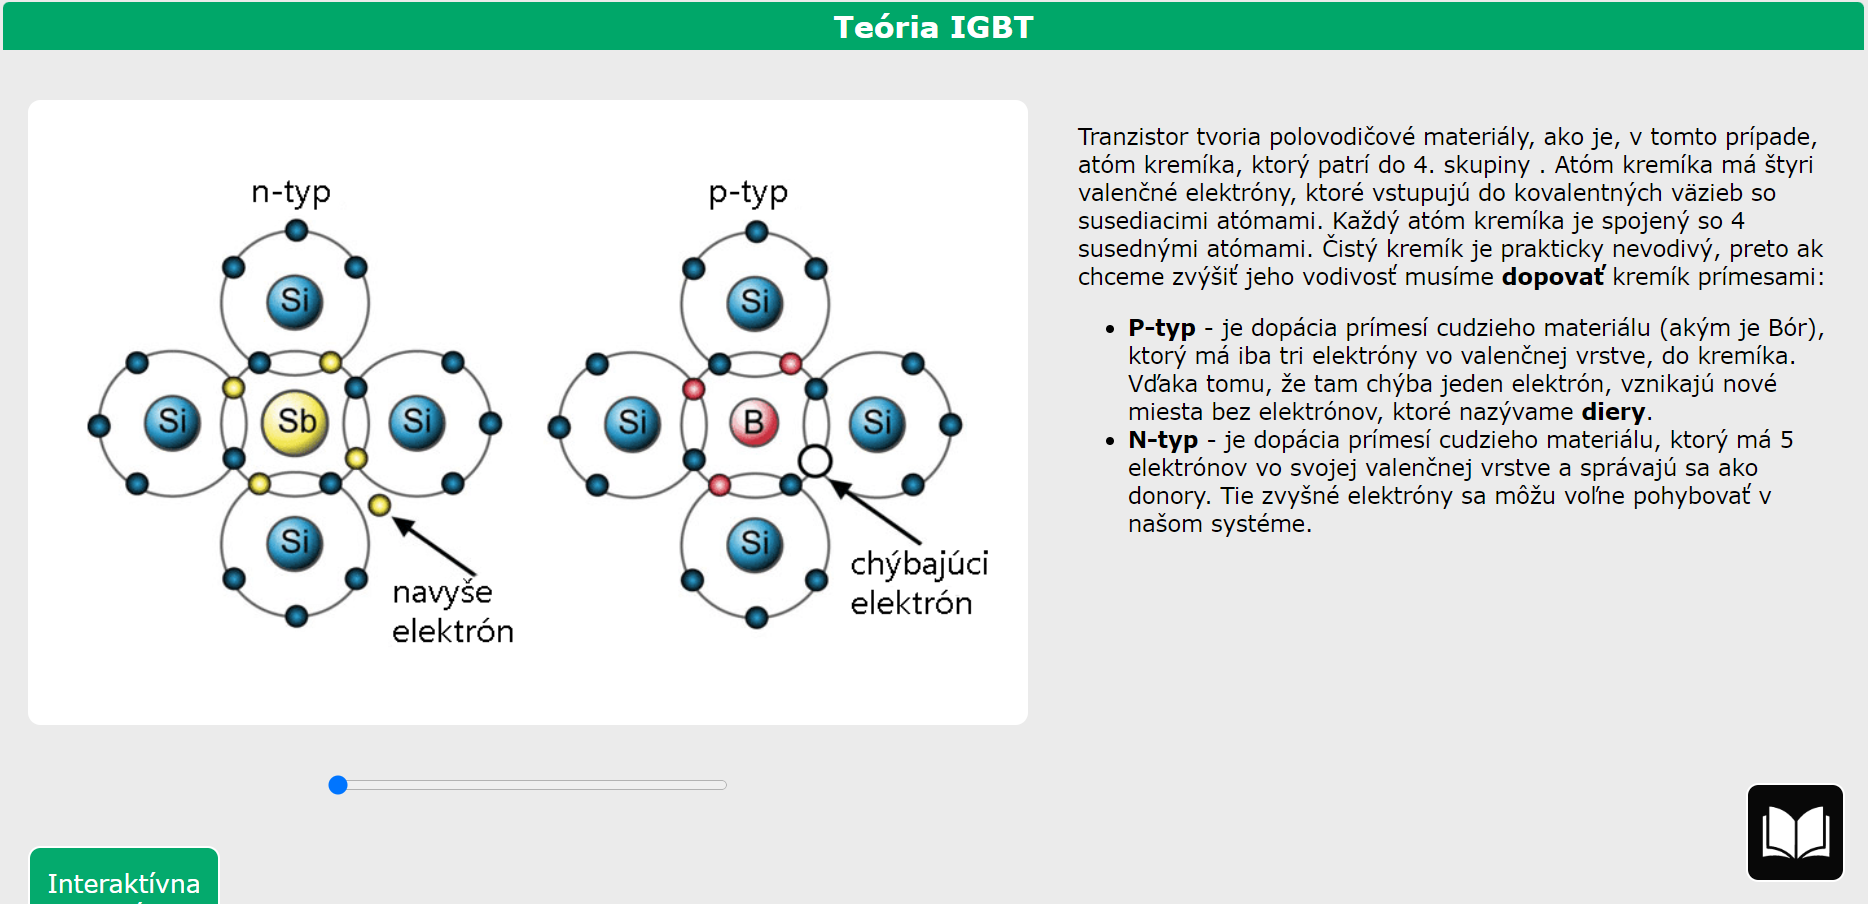 Teória IGBT
n-typ
p-typ
Si
Si
Si
Sb
Si
Si
B
Si
Si
Si
navyše
elektrón
chýbajúci
elektrón
Tranzistor tvoria polovodičové materiály, ako je, v tomto prípade,
atóm kremíka, ktorý patrí do 4. skupiny . Atóm kremíka má štyri
valenčné elektróny, ktoré vstupujú do kovalentných väzieb so
susediacimi atómami. Každý atóm kremíka je spojený so 4
susednými atómami. Čistý kremík je prakticky nevodivý, preto ak
chceme zvýšiť jeho vodivosť musíme dopovať kremík prímesami:
P-typ - je dopácia prímesí cudzieho materiálu (akým je Bór),
ktorý má iba tri elektróny vo valenčnej vrstve, do kremíka.
Vďaka tomu, že tam chýba jeden elektrón, vznikajú nové
miesta bez elektrónov, ktoré nazývame diery.
N-typ - je dopácia prímesí cudzieho materiálu, ktorý má 5
elektrónov vo svojej valenčnej vrstve a správajú sa ako
donory. Tie zvyšné elektróny sa môžu voľne pohybovať v
našom systéme.
Interaktívna